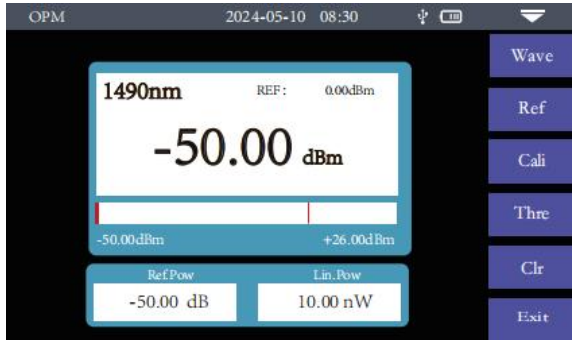 OPM 2024-05-10 08:30
Wave
1490nm REF: 0.00dBm
Ref
-50.00 dBm
Cali
Thre
-50.00dBm +26.00dBm
Ref.Pow Lin.Pow
Clr
-50.00 dB 10.00 nW
Exit